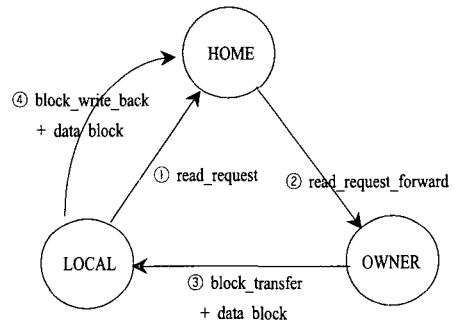 HOME
④ block_write_back
+ data block
① read_request
② read_request_forward
LOCAL
OWNER
③ block_transfer
+ data block